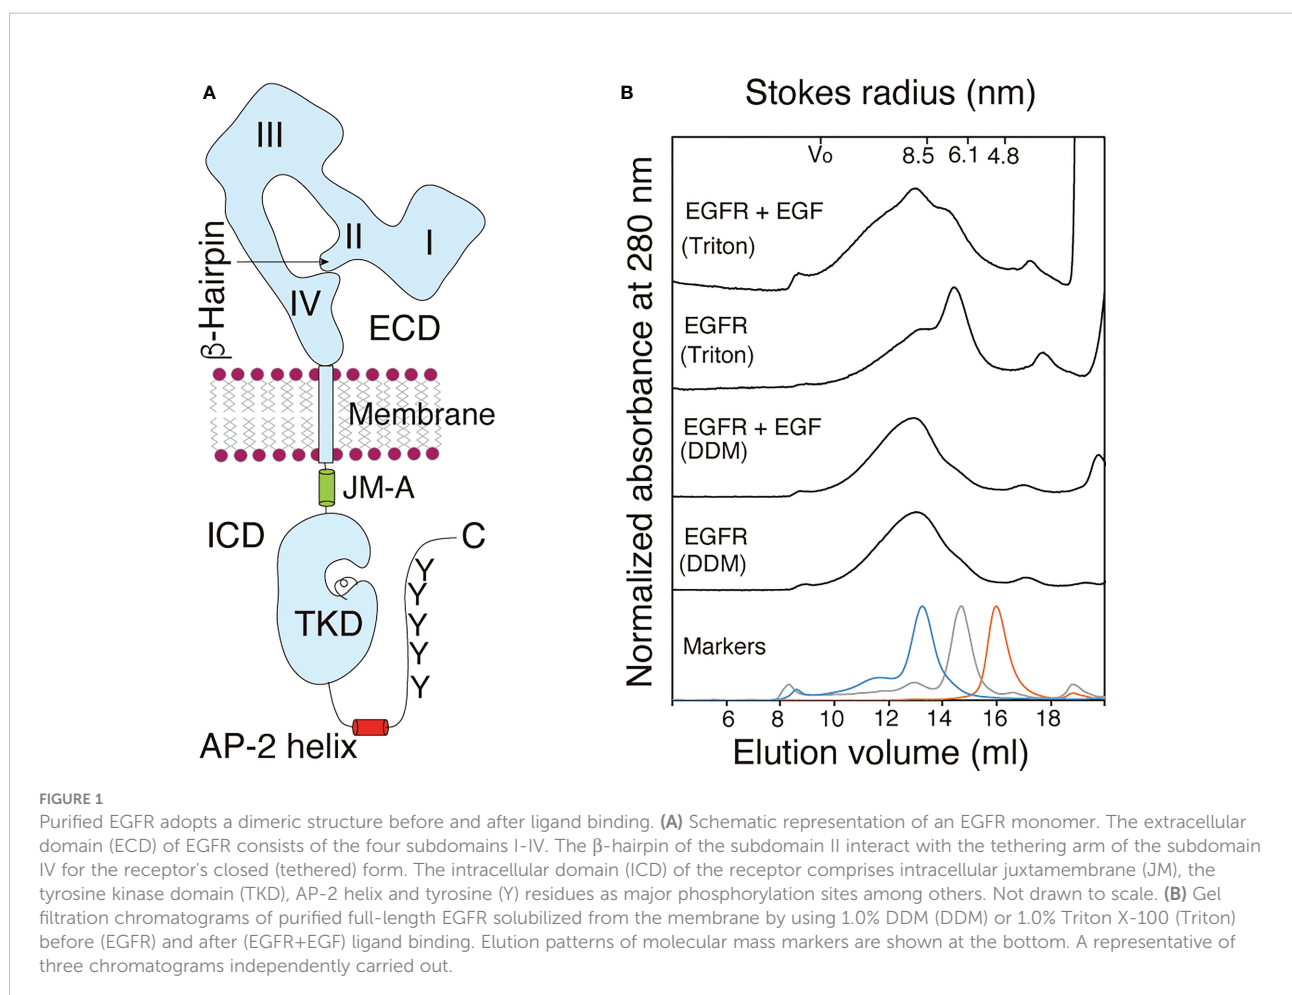 A
III
II
I
β-Hairpin
IV
ECD
Membrane
JM-A
ICD
C
Y
Y
Y
Y
Y
TKD
AP-2 helix
B
Stokes radius (nm)
Normalized absorbance at 280 nm
Vo
8.5 6.1 4.8
EGFR + EGF
(Triton)
EGFR
(Triton)
EGFR + EGF
(DDM)
EGFR
(DDM)
Markers
6 8 10 12 14 16 18
Elution volume (ml)
FIGURE 1
Purified EGFR adopts a dimeric structure before and after ligand binding. (A) Schematic representation of an EGFR monomer. The extracellular
domain (ECD) of EGFR consists of the four subdomains I-IV. The β-hairpin of the subdomain II interact with the tethering arm of the subdomain
IV for the receptor's closed (tethered) form. The intracellular domain (ICD) of the receptor comprises intracellular juxtamembrane (JM), the
tyrosine kinase domain (TKD), AP-2 helix and tyrosine (Y) residues as major phosphorylation sites among others. Not drawn to scale. (B) Gel
filtration chromatograms of purified full-length EGFR solubilized from the membrane by using 1.0% DDM (DDM) or 1.0% Triton X-100 (Triton)
before (EGFR) and after (EGFR+EGF) ligand binding. Elution patterns of molecular mass markers are shown at the bottom. A representative of
three chromatograms independently carried out.